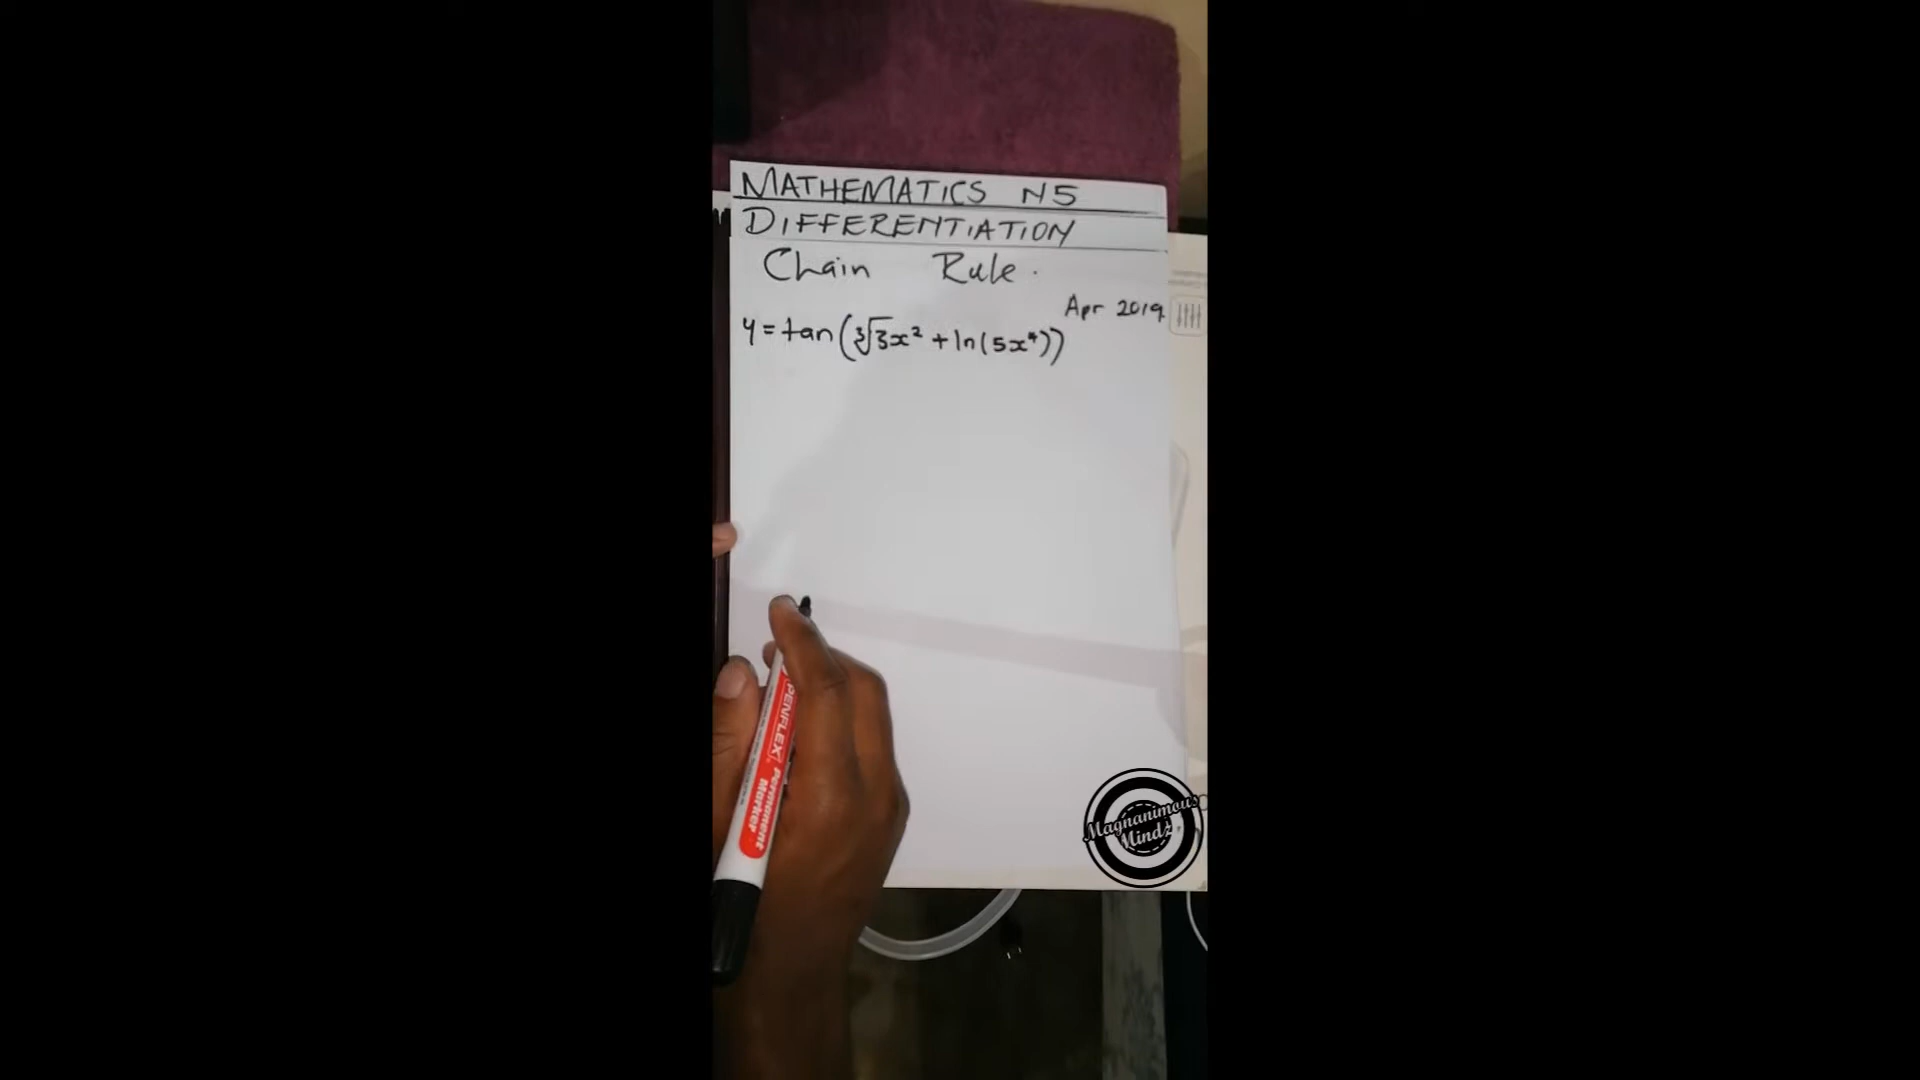 MATHEMATICS N5
DIFFERENTIATION
Chain Rule.
Apr 2019
y = tan(∛3x² + ln(5x⁴))
PENFLEX
Permanent
Marker
Magnanimous
Mindz